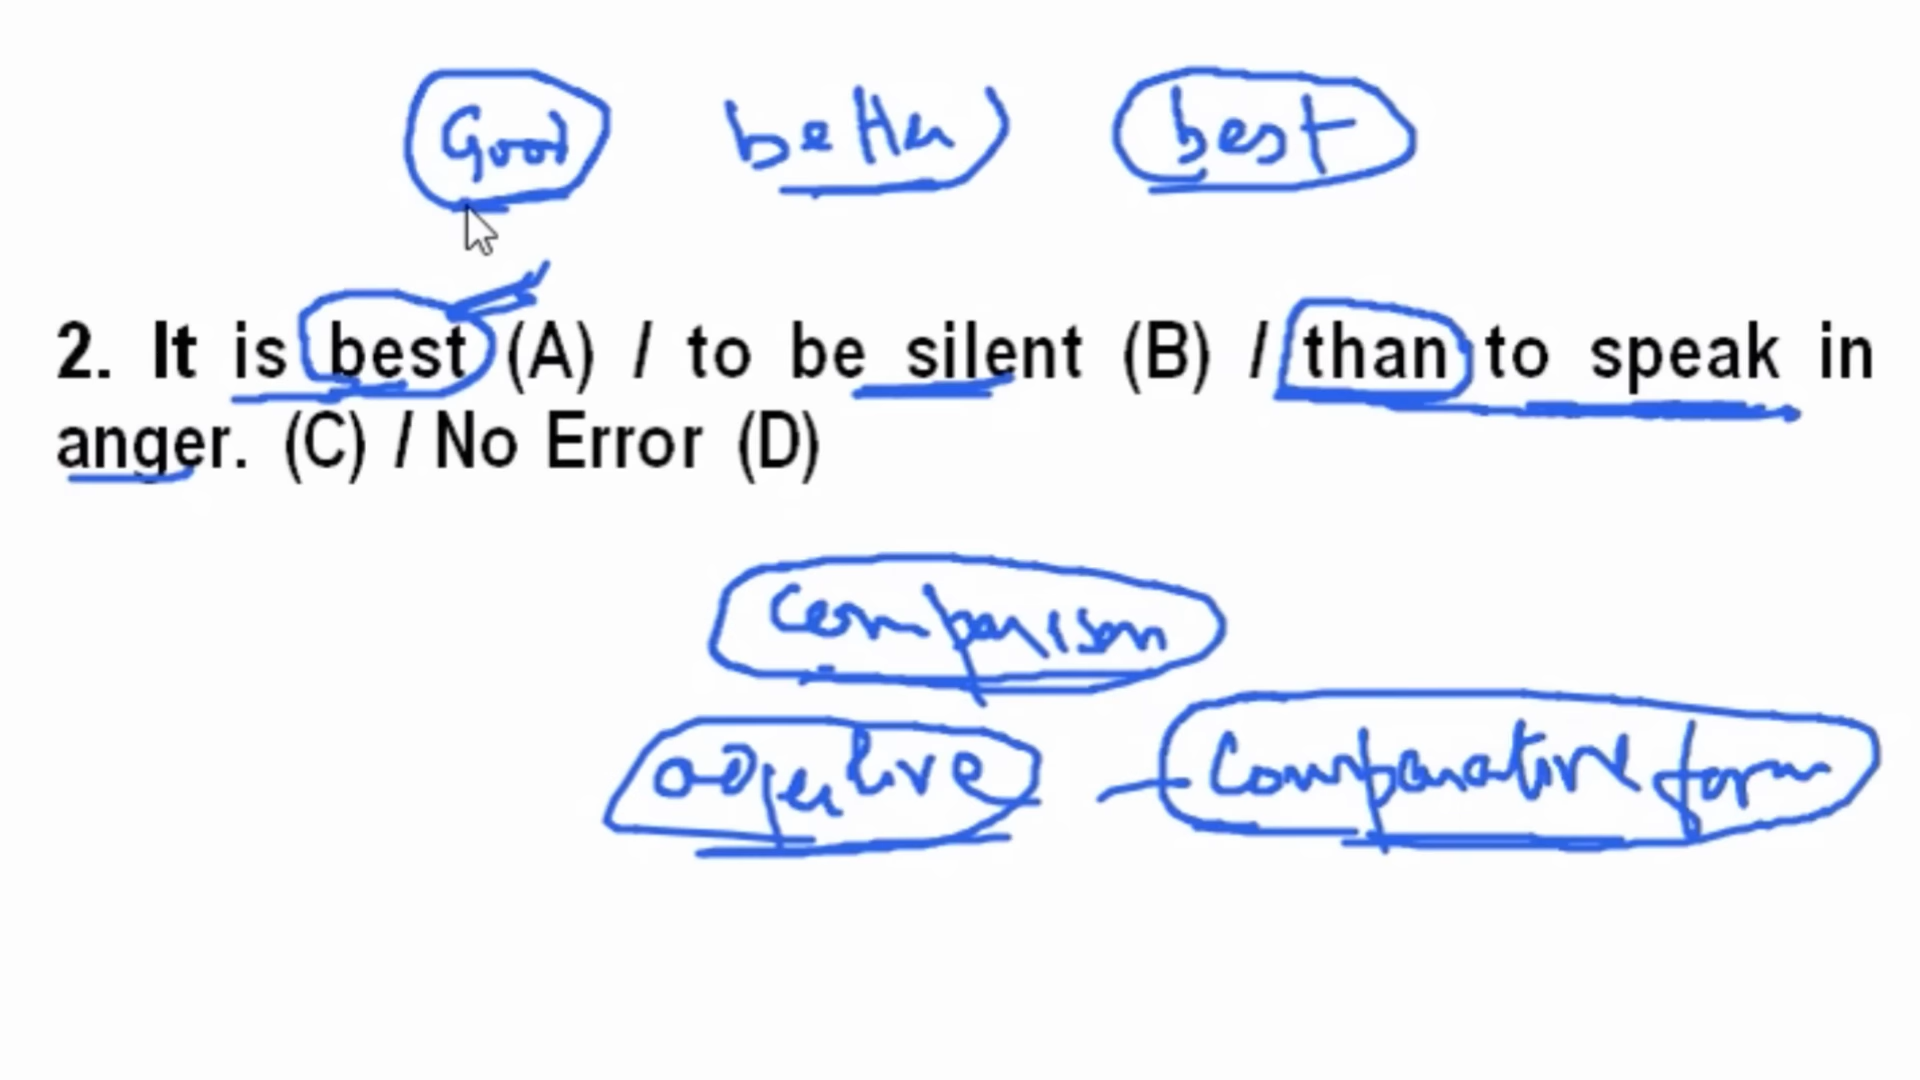 Good better best
2. It is best (A) / to be silent (B) / than to speak in
anger. (C) / No Error (D)
Comparison
adjective – Comparative form